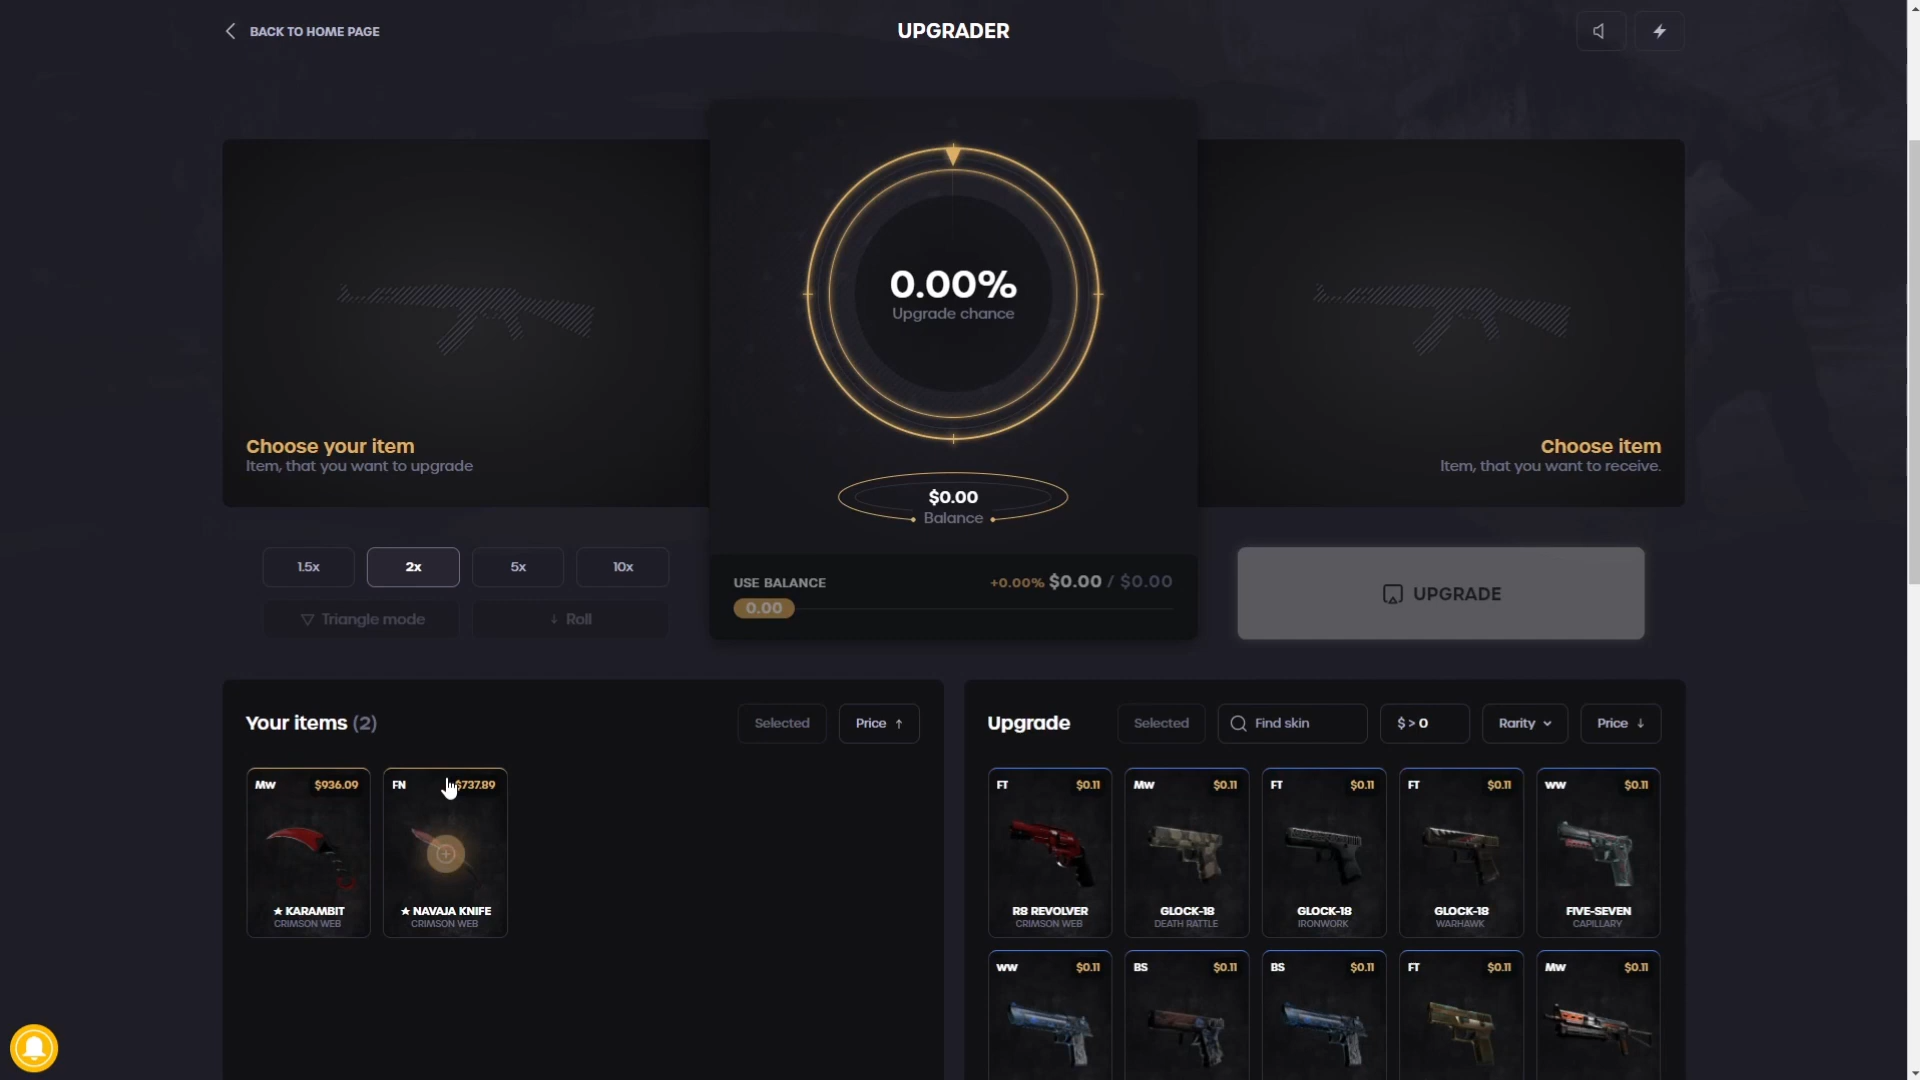 BACK TO HOME PAGE
UPGRADER
0.00%
Upgrade chance
Choose your item
Item, that you want to upgrade
Choose item
Item, that you want to receive.
$0.00
Balance
1.5x
2x
5x
10x
Triangle mode
Roll
USE BALANCE
+0.00% $0.00 / $0.00
0.00
UPGRADE
Your items (2)
Selected
Price ↑
MW $936.09
★ KARAMBIT
CRIMSON WEB
FN $737.89
★ NAVAJA KNIFE
CRIMSON WEB
Upgrade
Selected
Find skin
$ > 0
Rarity
Price ↓
FT $0.11
R8 REVOLVER
CRIMSON WEB
MW $0.11
GLOCK-18
DEATH RATTLE
FT $0.11
GLOCK-18
IRONWORK
FT $0.11
GLOCK-18
WARHAWK
WW $0.11
FIVE-SEVEN
CAPILLARY
WW $0.11
BS $0.11
BS $0.11
FT $0.11
MW $0.11